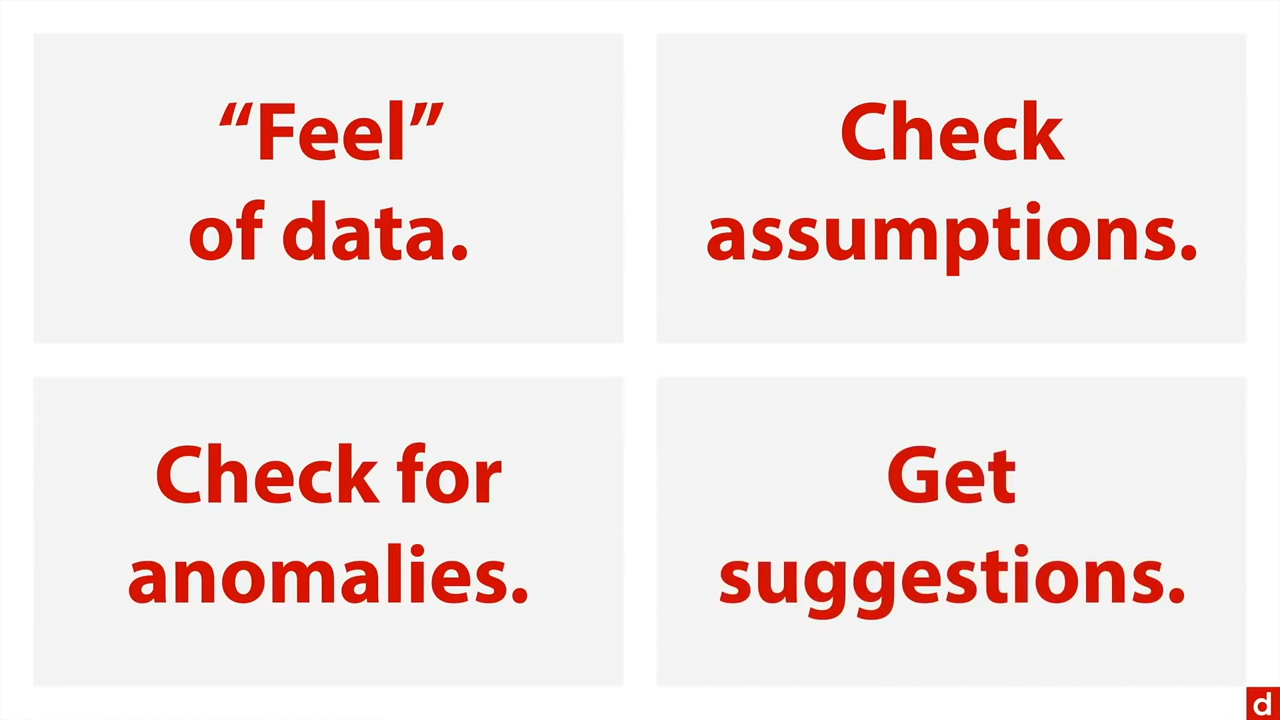 “Feel”
of data.
Check
assumptions.
Check for
anomalies.
Get
suggestions.
d